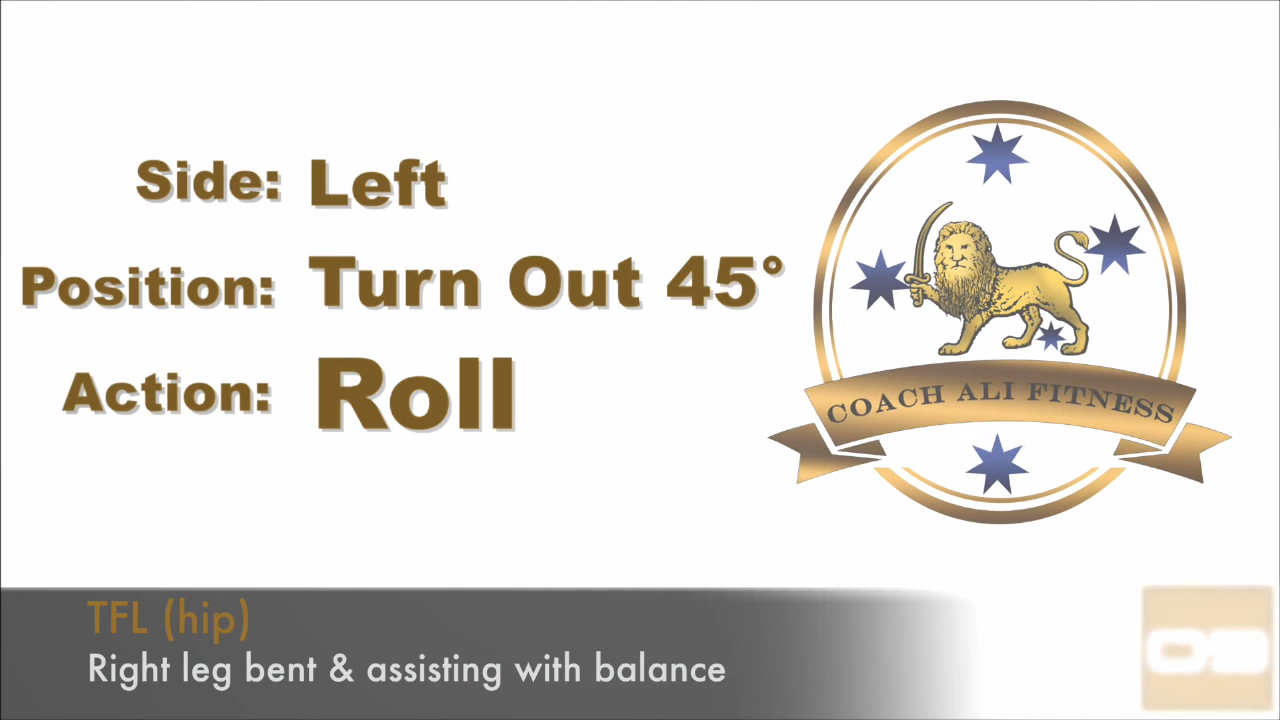 Side: Left
Position: Turn Out 45°
Action: Roll
COACH ALI FITNESS
TFL (hip)
Right leg bent & assisting with balance